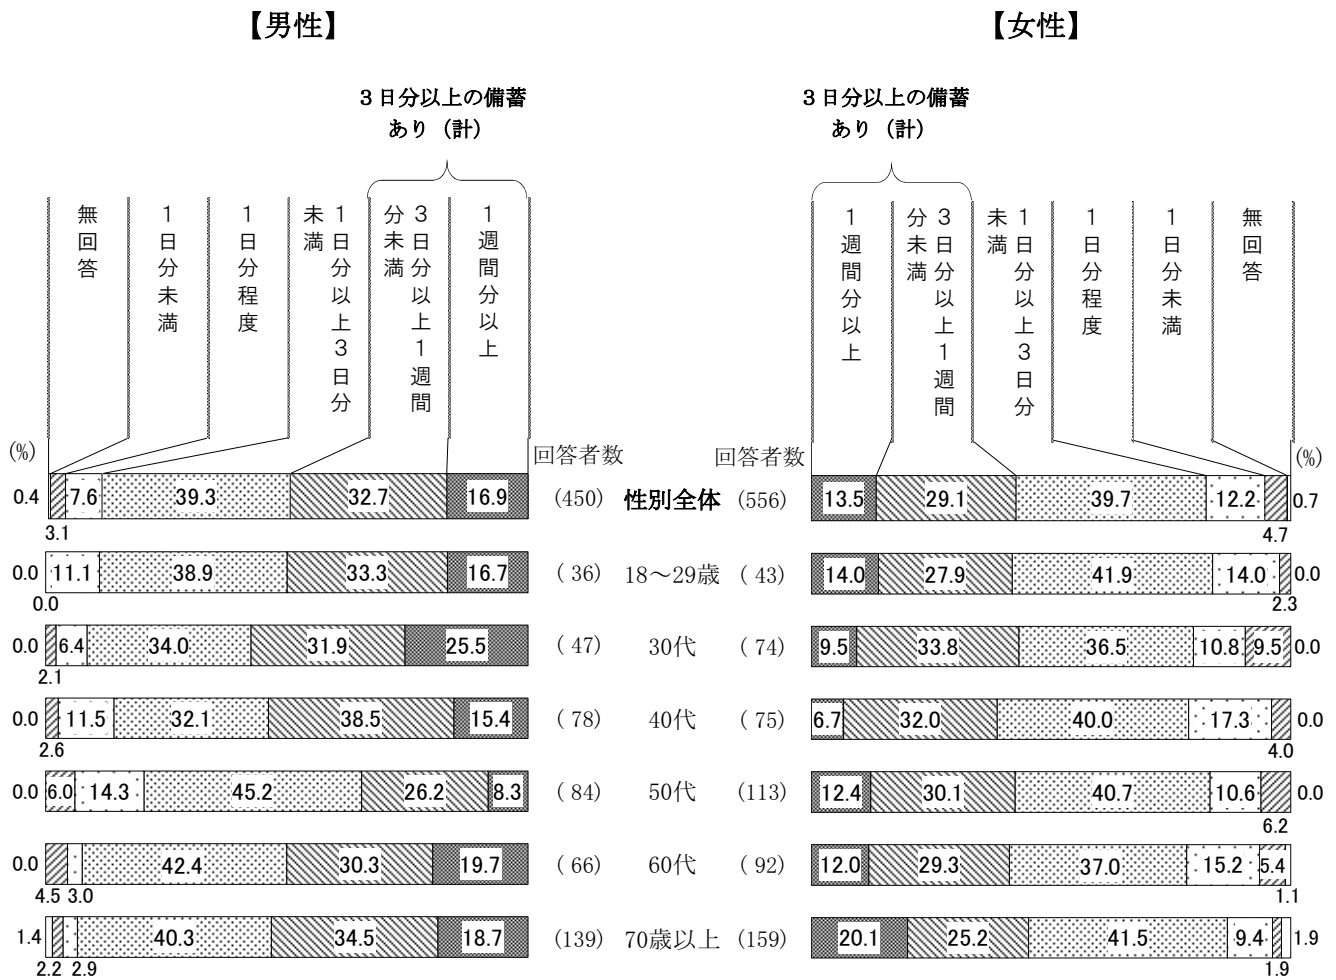 【男性】
【女性】
３日分以上の備蓄
あり（計）
３日分以上の備蓄
あり（計）
無回答
１日分未満
１日分程度
１日分以上３日分
未満
３日分以上１週間
分未満
１週間分以上
１週間分以上
３日分以上１週間
分未満
１日分以上３日分
未満
１日分程度
１日分未満
無回答
(%) 回答者数 回答者数 (%)
0.4 7.6 39.3 32.7 16.9 (450) 性別全体 (556) 13.5 29.1 39.7 12.2 0.7
3.1 4.7
0.0 11.1 38.9 33.3 16.7 ( 36) 18～29歳 ( 43) 14.0 27.9 41.9 14.0 0.0
0.0 2.3
0.0 6.4 34.0 31.9 25.5 ( 47) 30代 ( 74) 9.5 33.8 36.5 10.8 9.5 0.0
2.1
0.0 11.5 32.1 38.5 15.4 ( 78) 40代 ( 75) 6.7 32.0 40.0 17.3 0.0
2.6 4.0
0.0 6.0 14.3 45.2 26.2 8.3 ( 84) 50代 (113) 12.4 30.1 40.7 10.6 0.0
6.2
0.0 42.4 30.3 19.7 ( 66) 60代 ( 92) 12.0 29.3 37.0 15.2 5.4
4.5 3.0 1.1
1.4 40.3 34.5 18.7 (139) 70歳以上 (159) 20.1 25.2 41.5 9.4 1.9
2.2 2.9 1.9